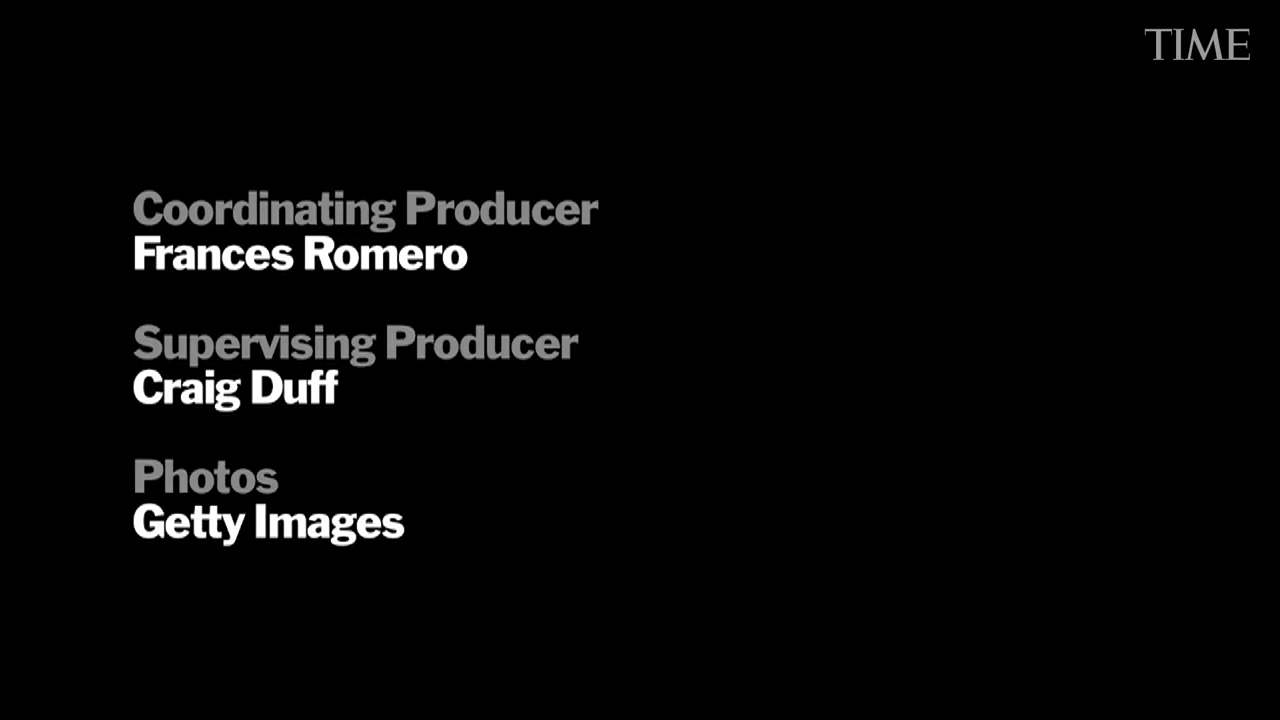 TIME
Coordinating Producer
Frances Romero
Supervising Producer
Craig Duff
Photos
Getty Images